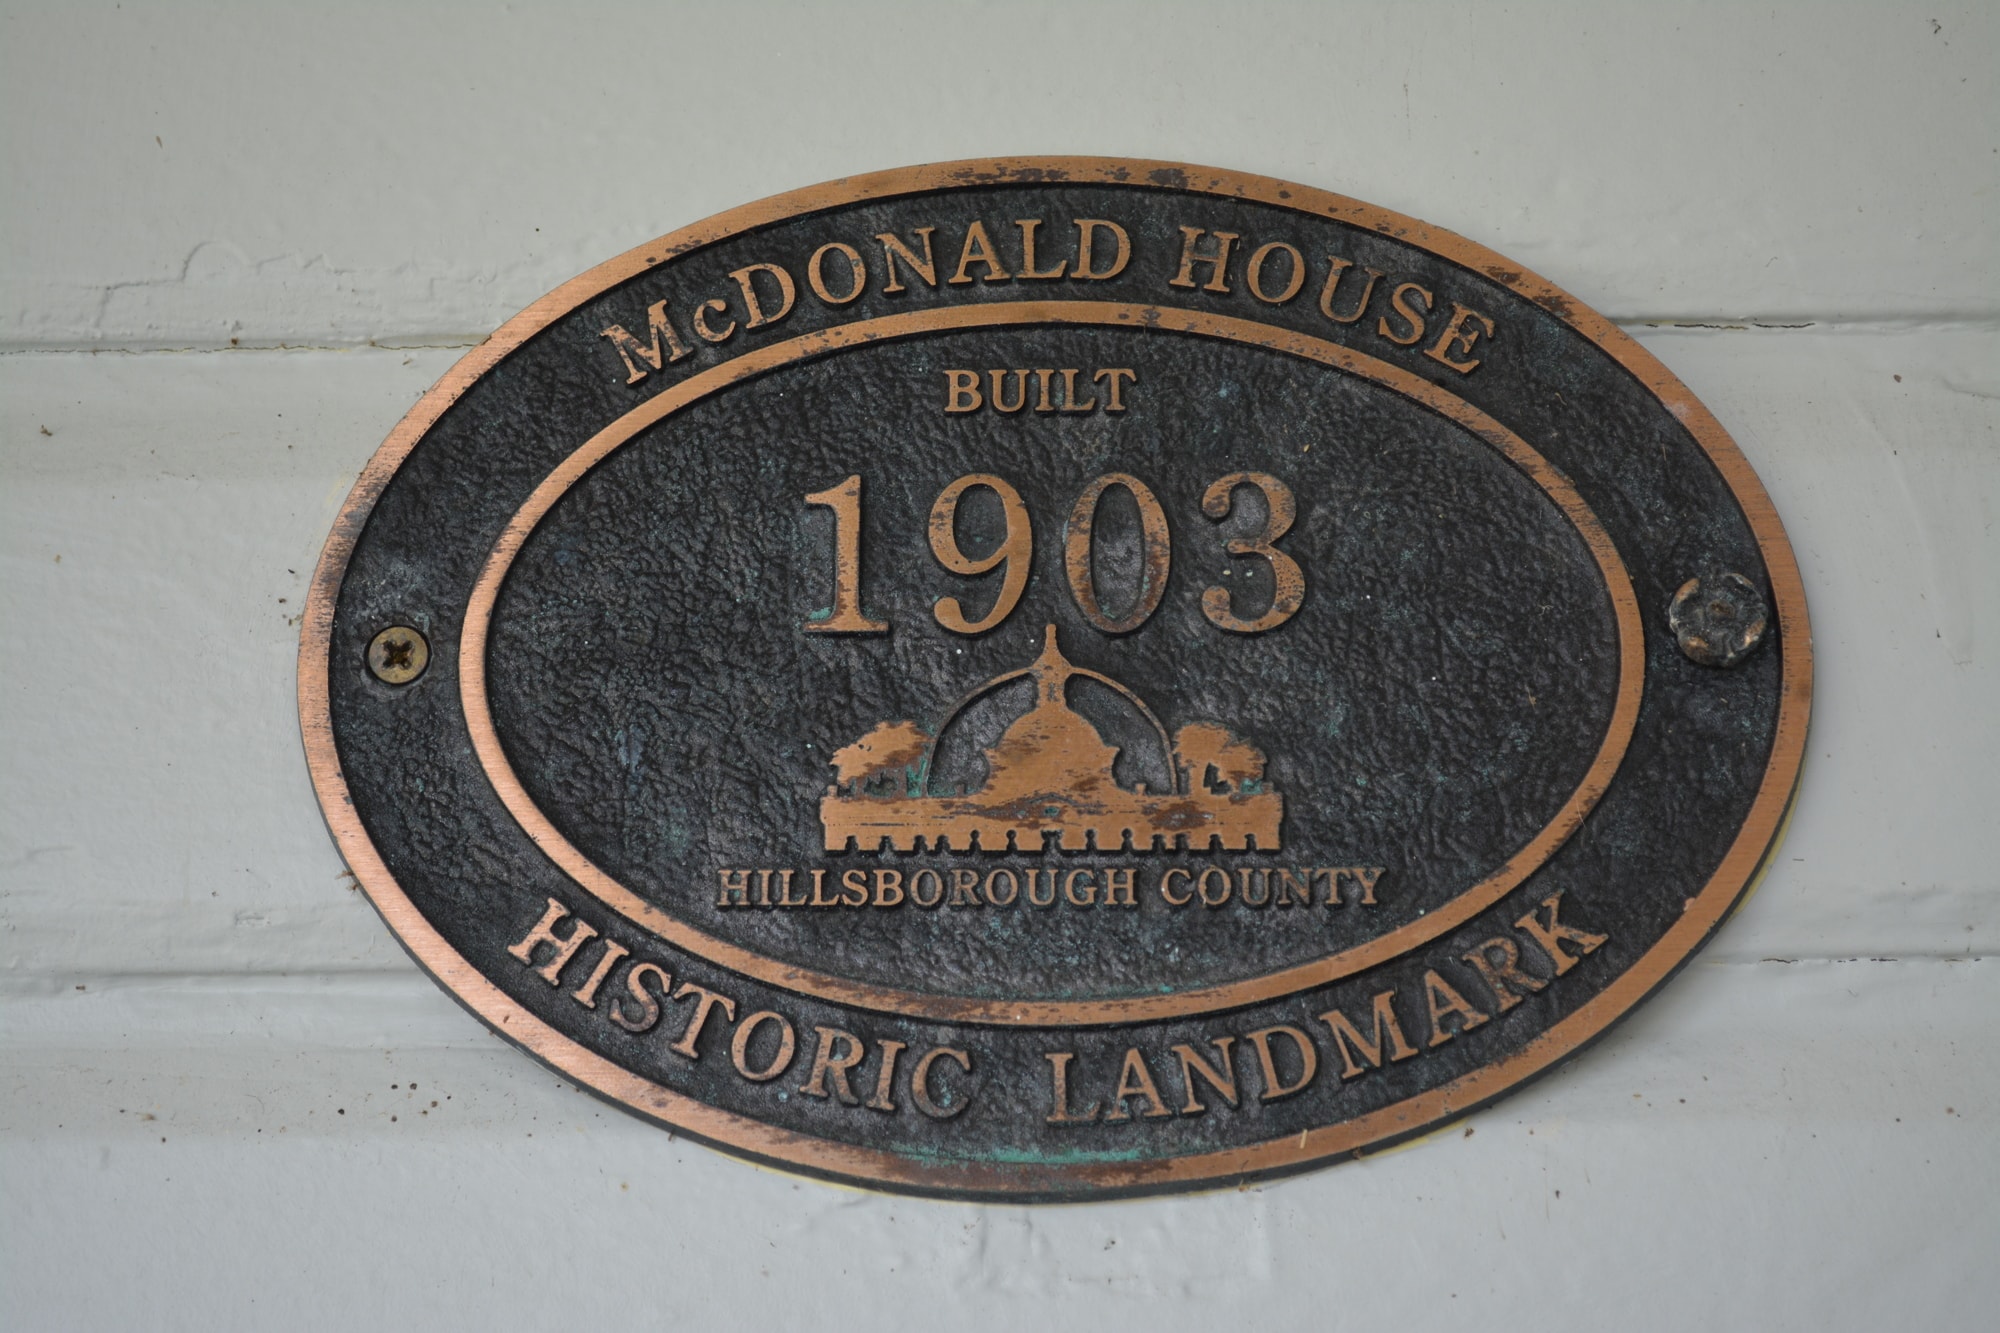 McDONALD HOUSE
BUILT
1903
HILLSBOROUGH COUNTY
HISTORIC LANDMARK